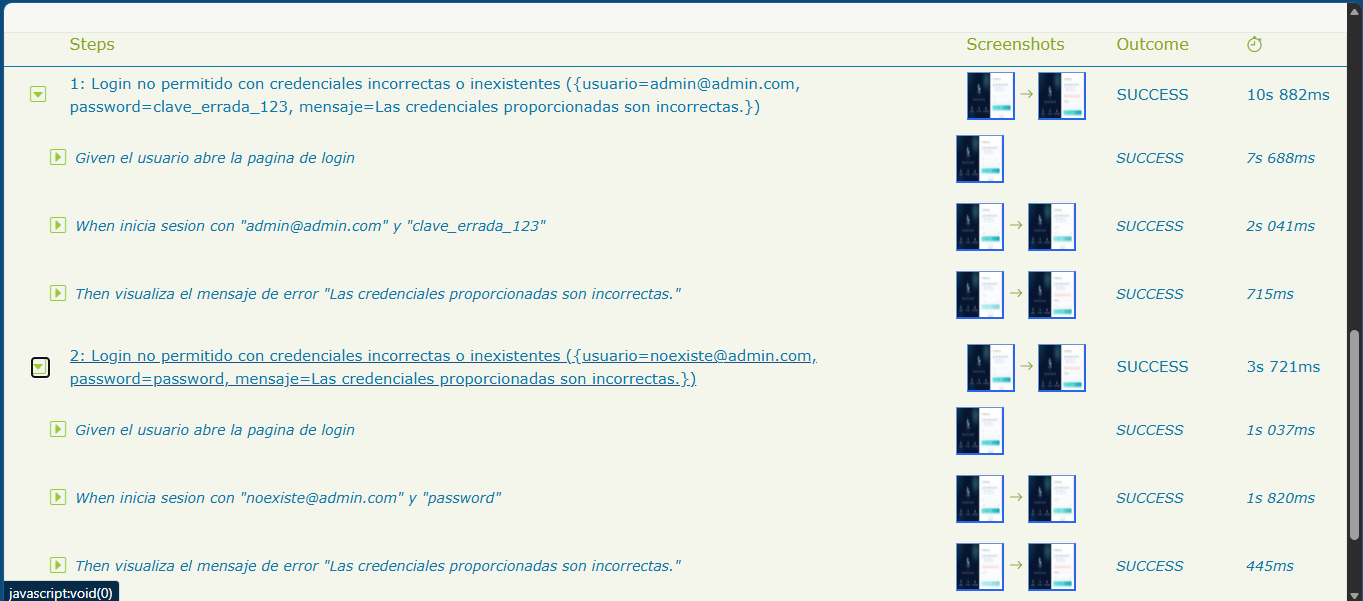 Steps Screenshots Outcome
1: Login no permitido con credenciales incorrectas o inexistentes ({usuario=admin@admin.com,
password=clave_errada_123, mensaje=Las credenciales proporcionadas son incorrectas.})
SUCCESS 10s 882ms
Given el usuario abre la pagina de login SUCCESS 7s 688ms
When inicia sesion con "admin@admin.com" y "clave_errada_123" SUCCESS 2s 041ms
Then visualiza el mensaje de error "Las credenciales proporcionadas son incorrectas." SUCCESS 715ms
2: Login no permitido con credenciales incorrectas o inexistentes ({usuario=noexiste@admin.com,
password=password, mensaje=Las credenciales proporcionadas son incorrectas.})
SUCCESS 3s 721ms
Given el usuario abre la pagina de login SUCCESS 1s 037ms
When inicia sesion con "noexiste@admin.com" y "password" SUCCESS 1s 820ms
Then visualiza el mensaje de error "Las credenciales proporcionadas son incorrectas." SUCCESS 445ms
javascript:void(0)